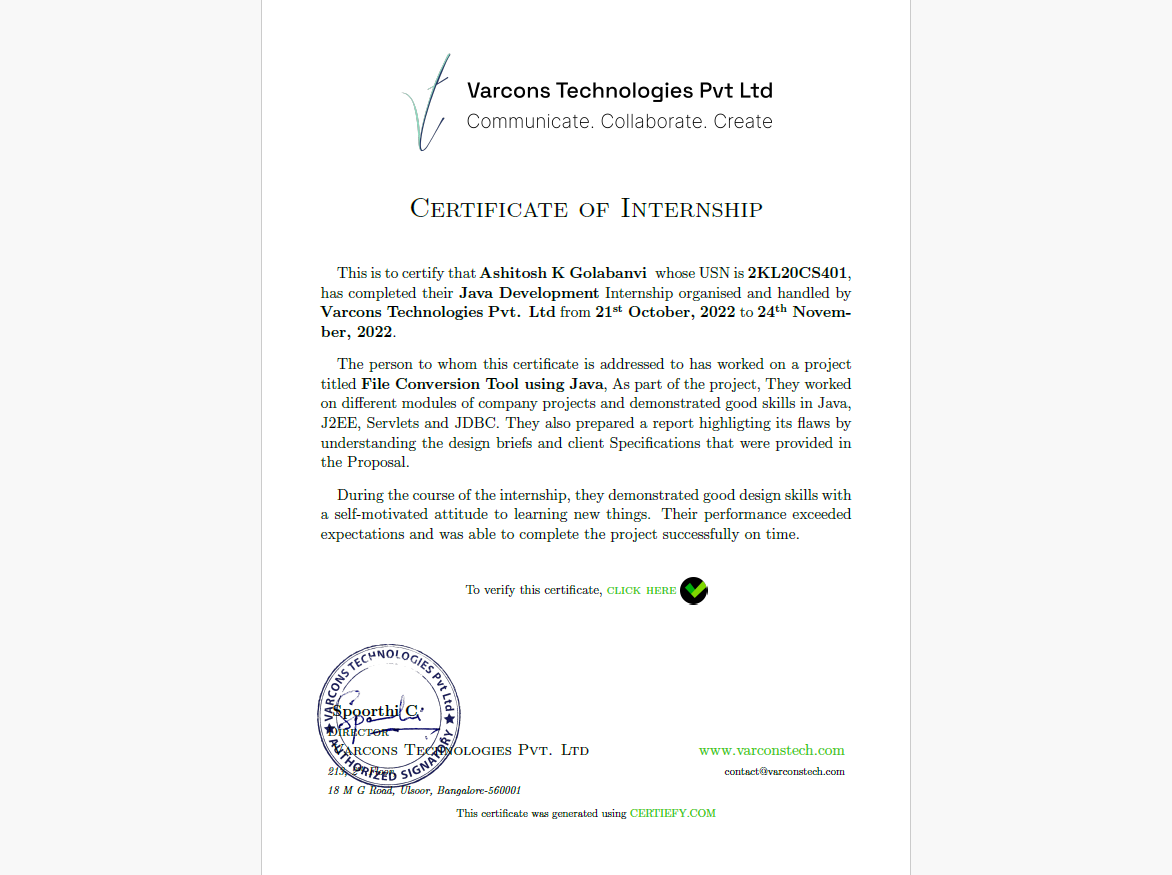 Varcons Technologies Pvt Ltd
Communicate. Collaborate. Create
Certificate of Internship
This is to certify that Ashitosh K Golabanvi whose USN is 2KL20CS401,
has completed their Java Development Internship organised and handled by
Varcons Technologies Pvt. Ltd from 21st October, 2022 to 24th Novem-
ber, 2022.
The person to whom this certificate is addressed to has worked on a project
titled File Conversion Tool using Java, As part of the project, They worked
on different modules of company projects and demonstrated good skills in Java,
J2EE, Servlets and JDBC. They also prepared a report highligting its flaws by
understanding the design briefs and client Specifications that were provided in
the Proposal.
During the course of the internship, they demonstrated good design skills with
a self-motivated attitude to learning new things. Their performance exceeded
expectations and was able to complete the project successfully on time.
To verify this certificate, CLICK HERE
VARCONS TECHNOLOGIES Pvt Ltd
AUTHORIZED SIGNATORY
Spoorthi C
Director
Varcons Technologies Pvt. Ltd
www.varconstech.com
213, 2nd Floor,
contact@varconstech.com
18 M G Road, Ulsoor, Bangalore-560001
This certificate was generated using CERTIEFY.COM